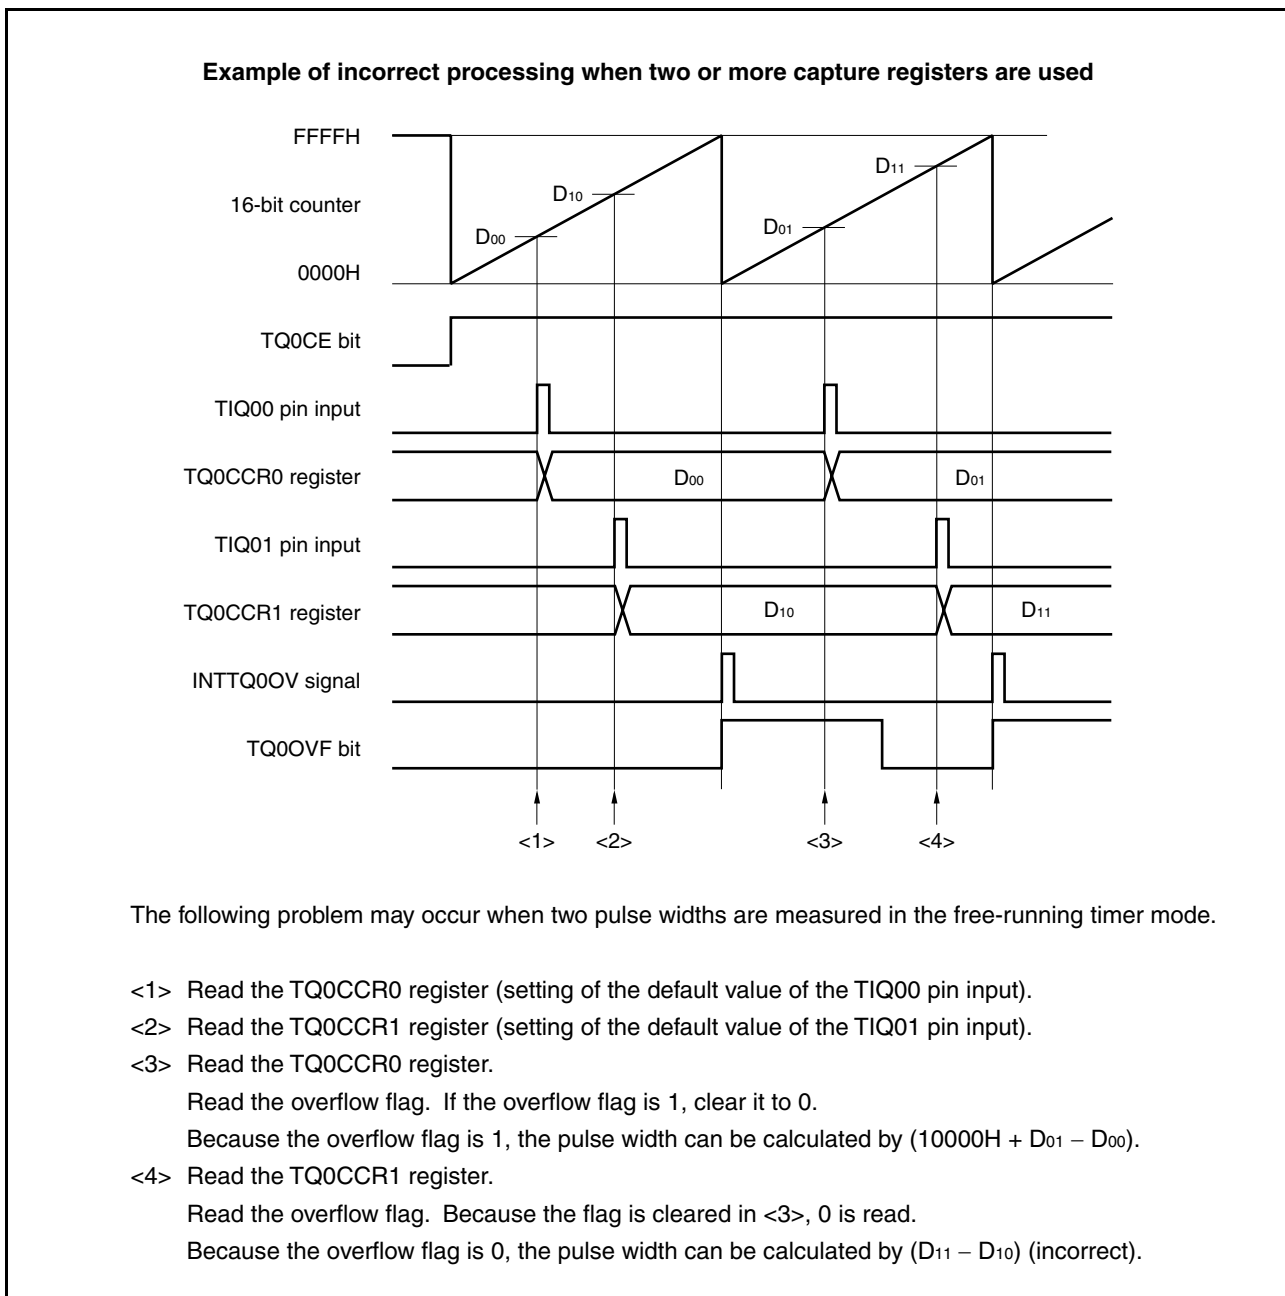 Example of incorrect processing when two or more capture registers are used
FFFFH
16-bit counter
0000H
D00
D10
D01
D11
TQ0CE bit
TIQ00 pin input
TQ0CCR0 register
D00
D01
TIQ01 pin input
TQ0CCR1 register
D10
D11
INTTQ0OV signal
TQ0OVF bit
<1>
<2>
<3>
<4>
The following problem may occur when two pulse widths are measured in the free-running timer mode.
<1> Read the TQ0CCR0 register (setting of the default value of the TIQ00 pin input).
<2> Read the TQ0CCR1 register (setting of the default value of the TIQ01 pin input).
<3> Read the TQ0CCR0 register.
Read the overflow flag. If the overflow flag is 1, clear it to 0.
Because the overflow flag is 1, the pulse width can be calculated by (10000H + D01 − D00).
<4> Read the TQ0CCR1 register.
Read the overflow flag. Because the flag is cleared in <3>, 0 is read.
Because the overflow flag is 0, the pulse width can be calculated by (D11 − D10) (incorrect).